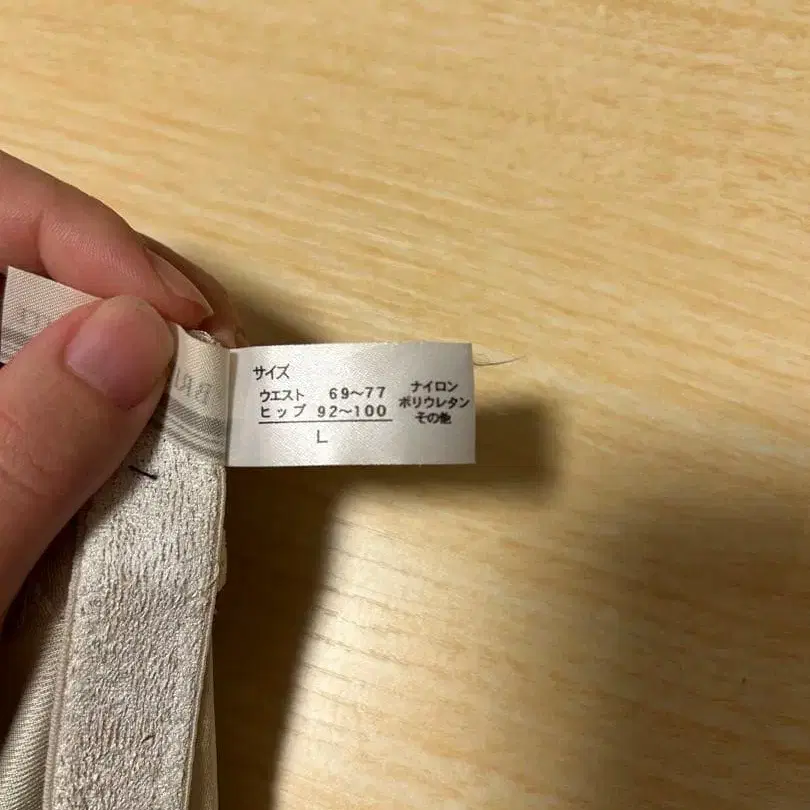 サイズ
ウエスト 69〜77
ヒップ 92〜100
L
ナイロン
ポリウレタン
その他